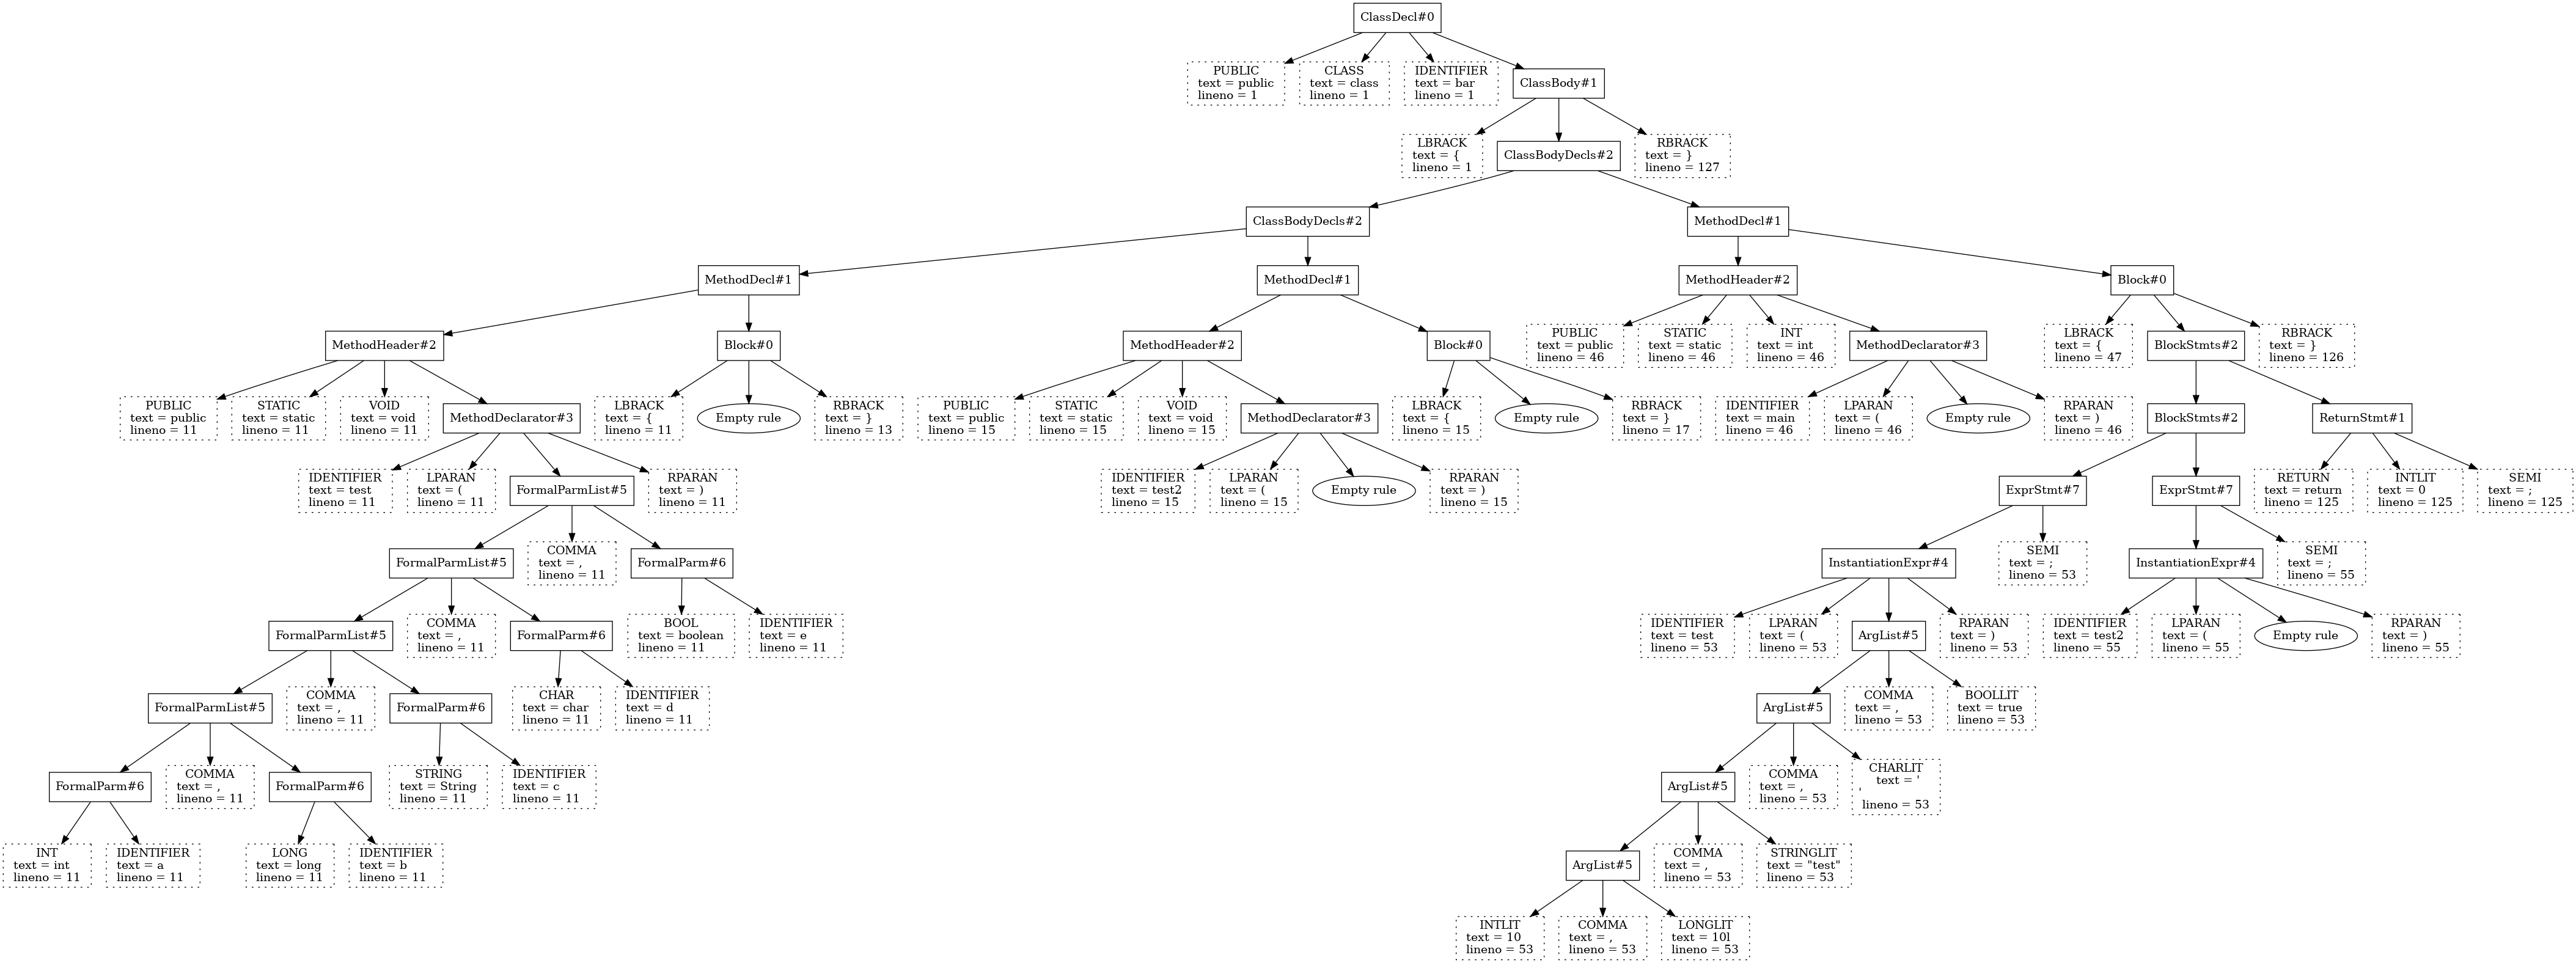 ClassDecl#0
PUBLIC
text = public
lineno = 1
CLASS
text = class
lineno = 1
IDENTIFIER
text = bar
lineno = 1
ClassBody#1
LBRACK
text = {
lineno = 1
ClassBodyDecls#2
RBRACK
text = }
lineno = 127
ClassBodyDecls#2
MethodDecl#1
MethodDecl#1
MethodDecl#1
MethodHeader#2
Block#0
MethodHeader#2
Block#0
MethodHeader#2
Block#0
PUBLIC
text = public
lineno = 46
STATIC
text = static
lineno = 46
INT
text = int
lineno = 46
MethodDeclarator#3
LBRACK
text = {
lineno = 47
BlockStmts#2
RBRACK
text = }
lineno = 126
PUBLIC
text = public
lineno = 11
STATIC
text = static
lineno = 11
VOID
text = void
lineno = 11
MethodDeclarator#3
LBRACK
text = {
lineno = 11
Empty rule
RBRACK
text = }
lineno = 13
PUBLIC
text = public
lineno = 15
STATIC
text = static
lineno = 15
VOID
text = void
lineno = 15
MethodDeclarator#3
LBRACK
text = {
lineno = 15
Empty rule
RBRACK
text = }
lineno = 17
IDENTIFIER
text = main
lineno = 46
LPARAN
text = (
lineno = 46
Empty rule
RPARAN
text = )
lineno = 46
BlockStmts#2
ReturnStmt#1
IDENTIFIER
text = test
lineno = 11
LPARAN
text = (
lineno = 11
FormalParmList#5
RPARAN
text = )
lineno = 11
IDENTIFIER
text = test2
lineno = 15
LPARAN
text = (
lineno = 15
Empty rule
RPARAN
text = )
lineno = 15
ExprStmt#7
ExprStmt#7
RETURN
text = return
lineno = 125
INTLIT
text = 0
lineno = 125
SEMI
text = ;
lineno = 125
FormalParmList#5
COMMA
text = ,
lineno = 11
FormalParm#6
InstantiationExpr#4
SEMI
text = ;
lineno = 53
InstantiationExpr#4
SEMI
text = ;
lineno = 55
FormalParmList#5
COMMA
text = ,
lineno = 11
FormalParm#6
BOOL
text = boolean
lineno = 11
IDENTIFIER
text = e
lineno = 11
IDENTIFIER
text = test
lineno = 53
LPARAN
text = (
lineno = 53
ArgList#5
RPARAN
text = )
lineno = 53
IDENTIFIER
text = test2
lineno = 55
LPARAN
text = (
lineno = 55
Empty rule
RPARAN
text = )
lineno = 55
FormalParmList#5
COMMA
text = ,
lineno = 11
FormalParm#6
CHAR
text = char
lineno = 11
IDENTIFIER
text = d
lineno = 11
ArgList#5
COMMA
text = ,
lineno = 53
BOOLLIT
text = true
lineno = 53
FormalParm#6
COMMA
text = ,
lineno = 11
FormalParm#6
STRING
text = String
lineno = 11
IDENTIFIER
text = c
lineno = 11
ArgList#5
COMMA
text = ,
lineno = 53
CHARLIT
text = '
'
lineno = 53
INT
text = int
lineno = 11
IDENTIFIER
text = a
lineno = 11
LONG
text = long
lineno = 11
IDENTIFIER
text = b
lineno = 11
ArgList#5
COMMA
text = ,
lineno = 53
STRINGLIT
text = "test"
lineno = 53
INTLIT
text = 10
lineno = 53
COMMA
text = ,
lineno = 53
LONGLIT
text = 10l
lineno = 53